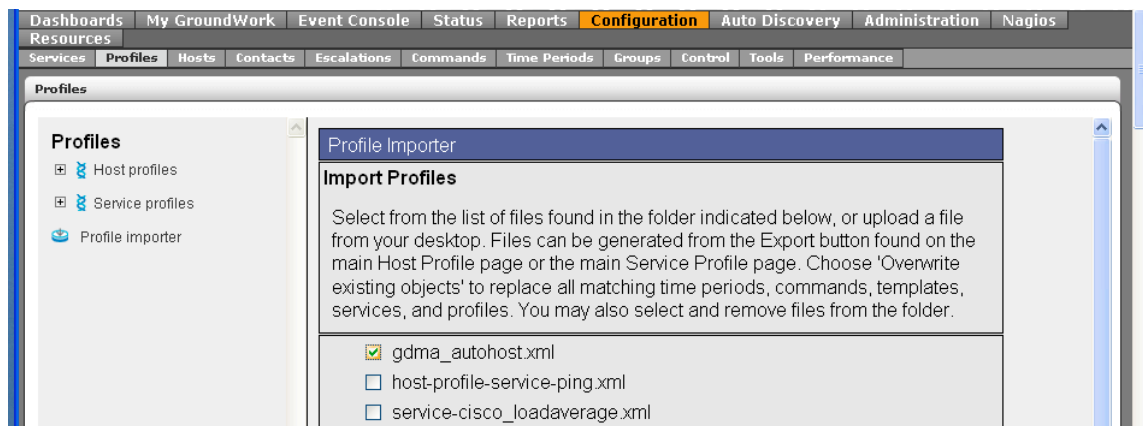 Dashboards My GroundWork Event Console Status Reports Configuration Auto Discovery Administration Nagios
Resources
Services Profiles Hosts Contacts Escalations Commands Time Periods Groups Control Tools Performance
Profiles
Profiles
Host profiles
Service profiles
Profile importer
Profile Importer
Import Profiles
Select from the list of files found in the folder indicated below, or upload a file
from your desktop. Files can be generated from the Export button found on the
main Host Profile page or the main Service Profile page. Choose 'Overwrite
existing objects' to replace all matching time periods, commands, templates,
services, and profiles. You may also select and remove files from the folder.
gdma_autohost.xml
host-profile-service-ping.xml
service-cisco_loadaverage.xml